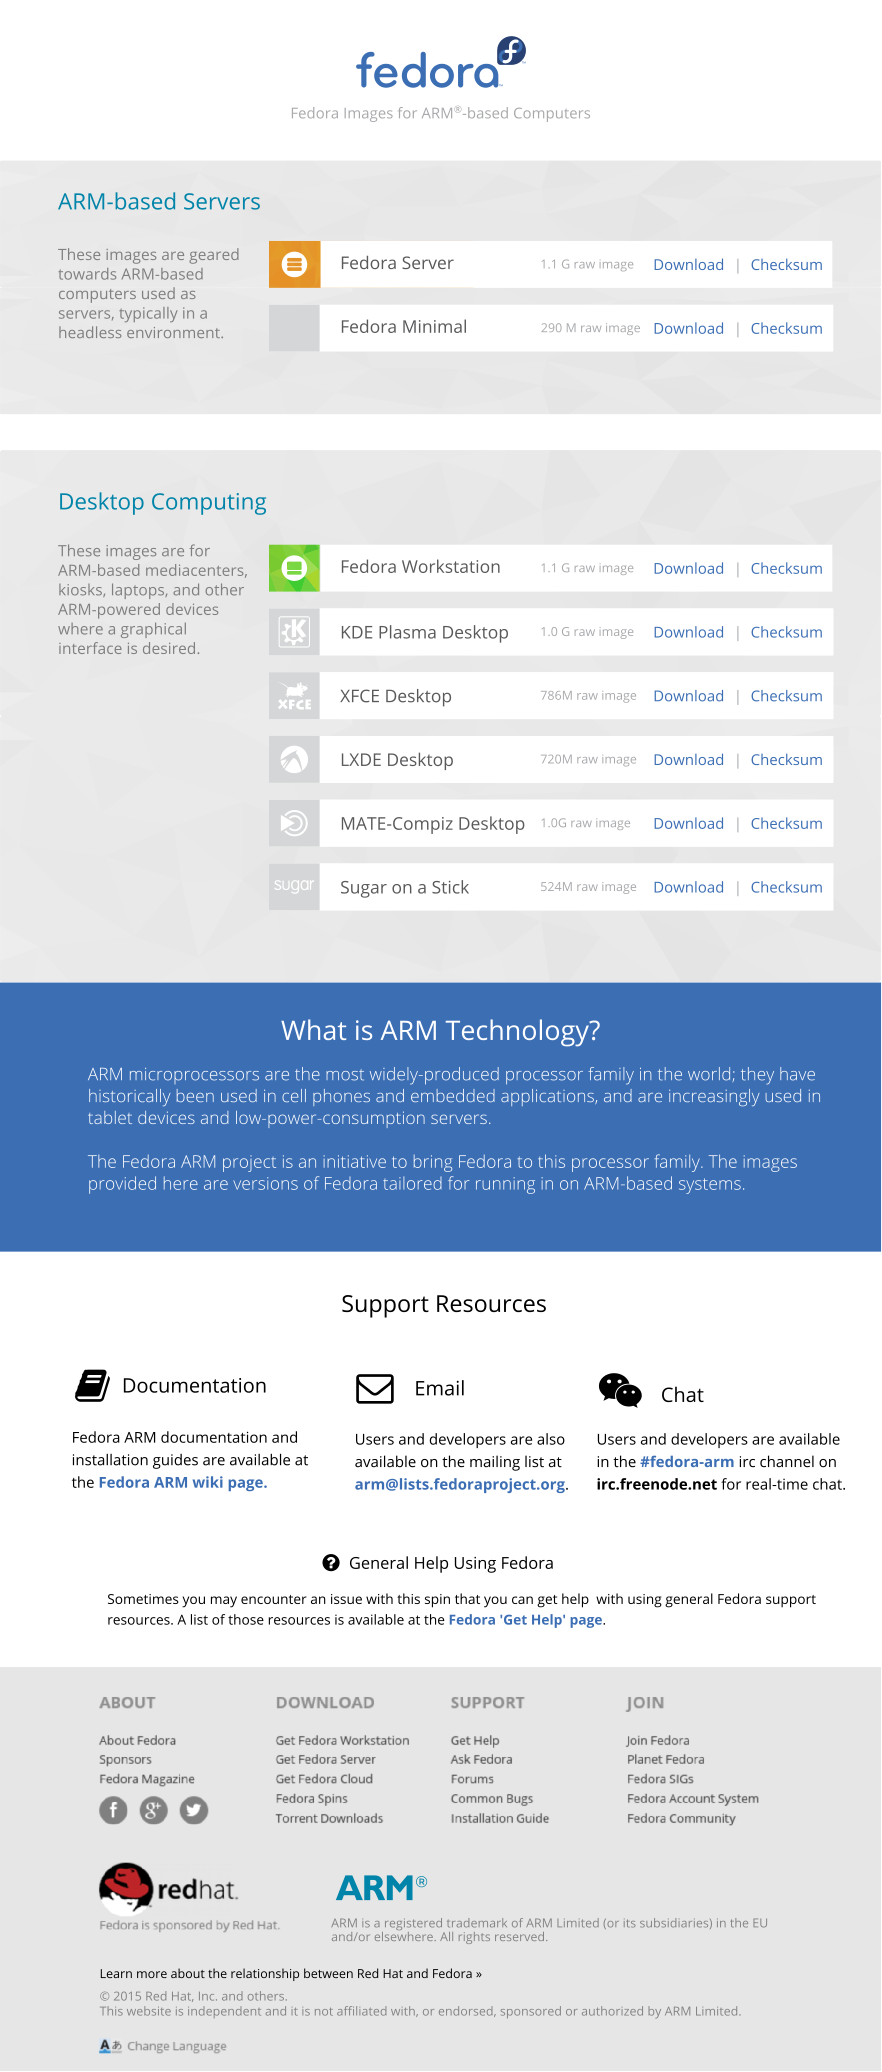 fedora
Fedora Images for ARM®-based Computers
ARM-based Servers
These images are geared
towards ARM-based
computers used as
servers, typically in a
headless environment.
Fedora Server 1.1 G raw image Download | Checksum
Fedora Minimal 290 M raw image Download | Checksum
Desktop Computing
These images are for
ARM-based mediacenters,
kiosks, laptops, and other
ARM-powered devices
where a graphical
interface is desired.
Fedora Workstation 1.1 G raw image Download | Checksum
KDE Plasma Desktop 1.0 G raw image Download | Checksum
XFCE
XFCE Desktop 786M raw image Download | Checksum
LXDE Desktop 720M raw image Download | Checksum
MATE-Compiz Desktop 1.0G raw image Download | Checksum
sugar
Sugar on a Stick 524M raw image Download | Checksum
What is ARM Technology?
ARM microprocessors are the most widely-produced processor family in the world; they have
historically been used in cell phones and embedded applications, and are increasingly used in
tablet devices and low-power-consumption servers.
The Fedora ARM project is an initiative to bring Fedora to this processor family. The images
provided here are versions of Fedora tailored for running in on ARM-based systems.
Support Resources
Documentation
Fedora ARM documentation and
installation guides are available at
the Fedora ARM wiki page.
Email
Users and developers are also
available on the mailing list at
arm@lists.fedoraproject.org.
Chat
Users and developers are available
in the #fedora-arm irc channel on
irc.freenode.net for real-time chat.
General Help Using Fedora
Sometimes you may encounter an issue with this spin that you can get help with using general Fedora support
resources. A list of those resources is available at the Fedora 'Get Help' page.
ABOUT
About Fedora
Sponsors
Fedora Magazine
DOWNLOAD
Get Fedora Workstation
Get Fedora Server
Get Fedora Cloud
Fedora Spins
Torrent Downloads
SUPPORT
Get Help
Ask Fedora
Forums
Common Bugs
Installation Guide
JOIN
Join Fedora
Planet Fedora
Fedora SIGs
Fedora Account System
Fedora Community
redhat.
Fedora is sponsored by Red Hat.
ARM®
ARM is a registered trademark of ARM Limited (or its subsidiaries) in the EU
and/or elsewhere. All rights reserved.
Learn more about the relationship between Red Hat and Fedora »
© 2015 Red Hat, Inc. and others.
This website is independent and it is not affiliated with, or endorsed, sponsored or authorized by ARM Limited.
Aあ Change Language